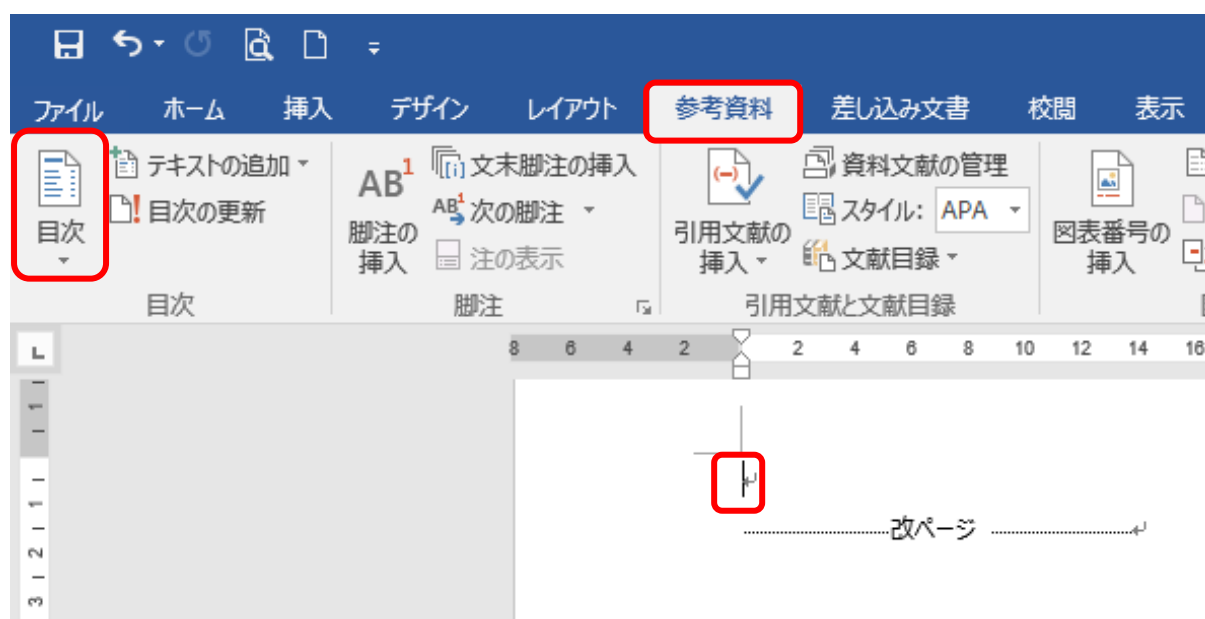 ファイル ホーム 挿入 デザイン レイアウト 参考資料 差し込み文書 校閲 表示
目次
テキストの追加
目次の更新
目次
AB1
脚注の
挿入
文末脚注の挿入
AB1 次の脚注
注の表示
脚注
引用文献の
挿入
資料文献の管理
スタイル: APA
文献目録
引用文献と文献目録
図表番号の
挿入
L
8 6 4 2 2 4 6 8 10 12 14 16
1
1
2
3
改ページ